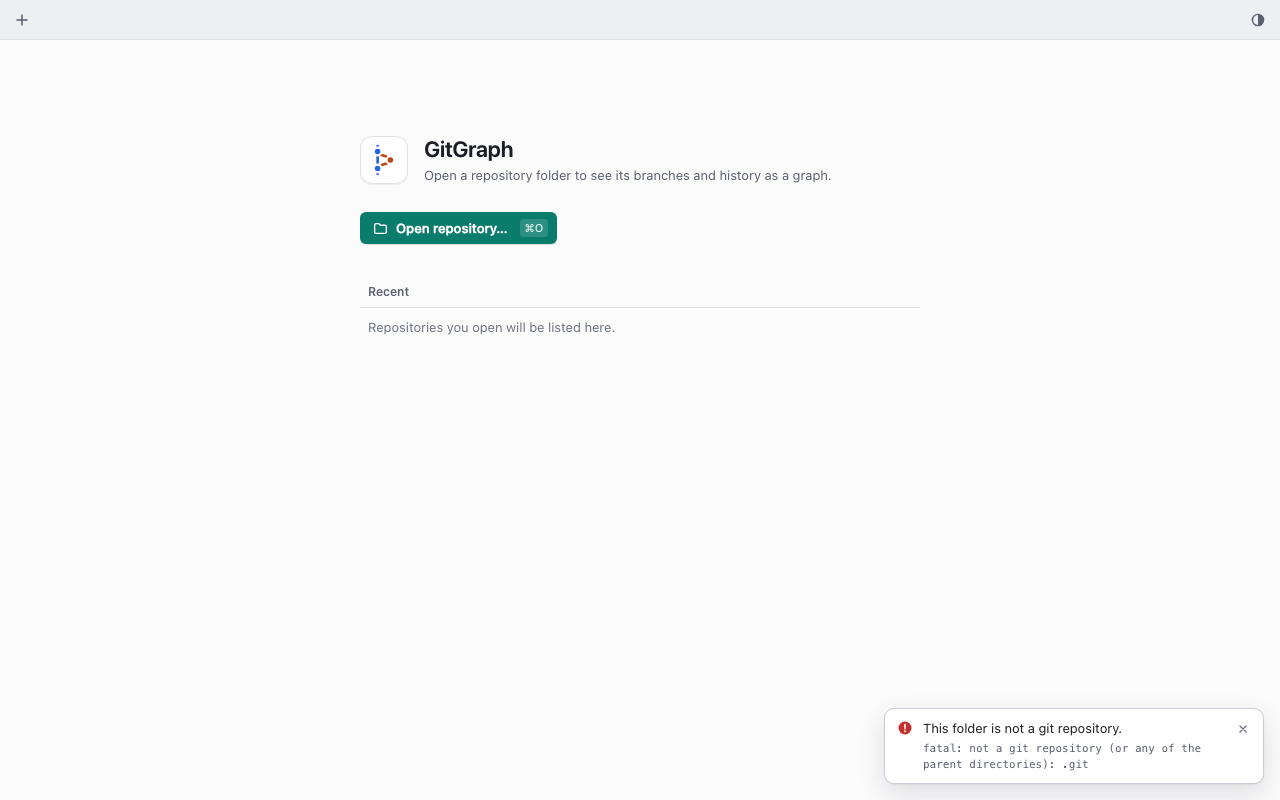 GitGraph
Open a repository folder to see its branches and history as a graph.
Open repository... ⌘O
Recent
Repositories you open will be listed here.
This folder is not a git repository.
fatal: not a git repository (or any of the
parent directories): .git